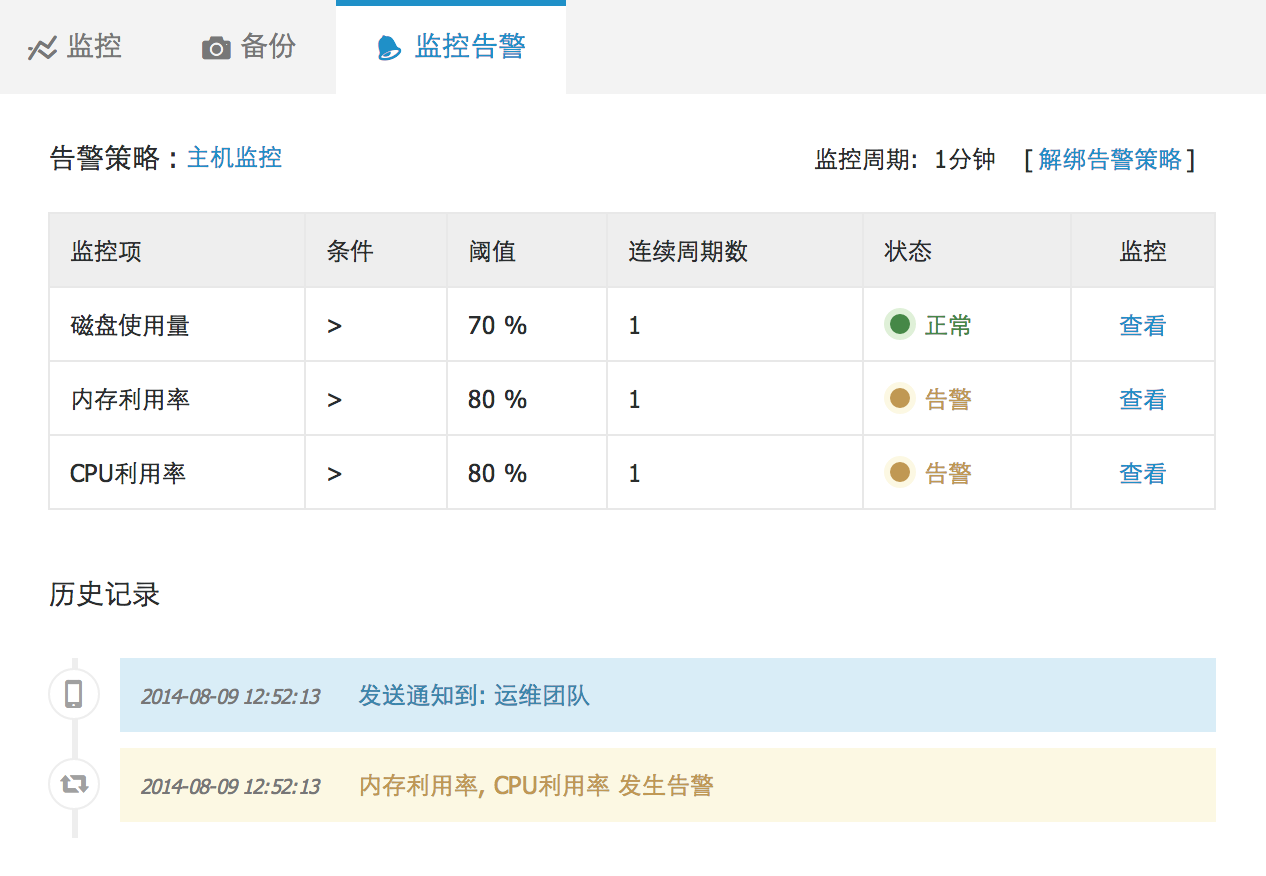 监控 备份 监控告警
告警策略：主机监控 监控周期: 1分钟 [解绑告警策略]
监控项 条件 阈值 连续周期数 状态 监控
磁盘使用量 > 70 % 1 正常 查看
内存利用率 > 80 % 1 告警 查看
CPU利用率 > 80 % 1 告警 查看
历史记录
2014-08-09 12:52:13 发送通知到: 运维团队
2014-08-09 12:52:13 内存利用率, CPU利用率 发生告警